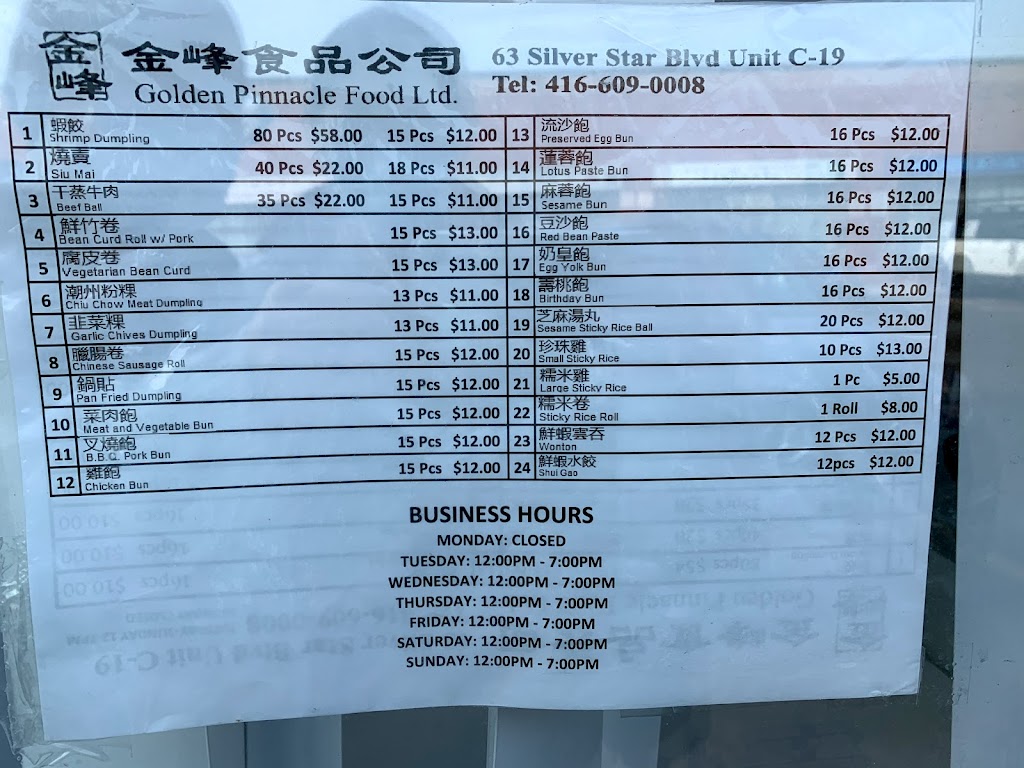 金峰
金峰食品公司
Golden Pinnacle Food Ltd.
63 Silver Star Blvd Unit C-19
Tel: 416-609-0008
1 蝦餃 80 Pcs $58.00 15 Pcs $12.00
Shrimp Dumpling
2 燒賣 40 Pcs $22.00 18 Pcs $11.00
Siu Mai
3 干蒸牛肉 35 Pcs $22.00 15 Pcs $11.00
Beef Ball
4 鮮竹卷 15 Pcs $13.00
Bean Curd Roll w/ Pork
5 腐皮卷 15 Pcs $13.00
Vegetarian Bean Curd
6 潮州粉粿 13 Pcs $11.00
Chiu Chow Meat Dumpling
7 韭菜粿 13 Pcs $11.00
Garlic Chives Dumpling
8 臘腸卷 15 Pcs $12.00
Chinese Sausage Roll
9 鍋貼 15 Pcs $12.00
Pan Fried Dumpling
10 菜肉飽 15 Pcs $12.00
Meat and Vegetable Bun
11 叉燒飽 15 Pcs $12.00
B.B.Q. Pork Bun
12 雞飽 15 Pcs $12.00
Chicken Bun
13 流沙飽 16 Pcs $12.00
Preserved Egg Bun
14 蓮蓉飽 16 Pcs $12.00
Lotus Paste Bun
15 麻蓉飽 16 Pcs $12.00
Sesame Bun
16 豆沙飽 16 Pcs $12.00
Red Bean Paste
17 奶皇飽 16 Pcs $12.00
Egg Yolk Bun
18 壽桃飽 16 Pcs $12.00
Birthday Bun
19 芝麻湯丸 20 Pcs $12.00
Sesame Sticky Rice Ball
20 珍珠雞 10 Pcs $13.00
Small Sticky Rice
21 糯米雞 1 Pc $5.00
Large Sticky Rice
22 糯米卷 1 Roll $8.00
Sticky Rice Roll
23 鮮蝦雲吞 12 Pcs $12.00
Wonton
24 鮮蝦水餃 12pcs $12.00
Shui Gao
BUSINESS HOURS
MONDAY: CLOSED
TUESDAY: 12:00PM - 7:00PM
WEDNESDAY: 12:00PM - 7:00PM
THURSDAY: 12:00PM - 7:00PM
FRIDAY: 12:00PM - 7:00PM
SATURDAY: 12:00PM - 7:00PM
SUNDAY: 12:00PM - 7:00PM